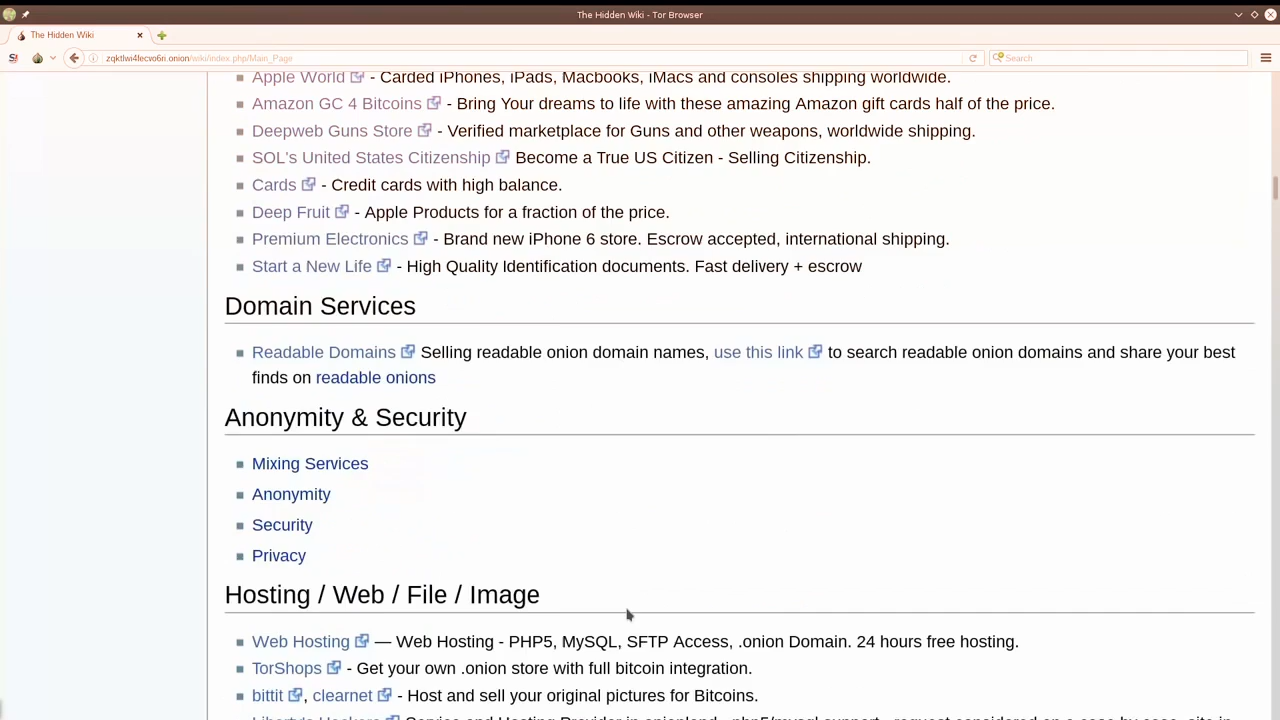 The Hidden Wiki - Tor Browser
The Hidden Wiki
zqktlwi4fecvo6ri.onion/wiki/index.php/Main_Page
Search
Apple World - Carded iPhones, iPads, Macbooks, iMacs and consoles shipping worldwide.
Amazon GC 4 Bitcoins - Bring Your dreams to life with these amazing Amazon gift cards half of the price.
Deepweb Guns Store - Verified marketplace for Guns and other weapons, worldwide shipping.
SOL's United States Citizenship Become a True US Citizen - Selling Citizenship.
Cards - Credit cards with high balance.
Deep Fruit - Apple Products for a fraction of the price.
Premium Electronics - Brand new iPhone 6 store. Escrow accepted, international shipping.
Start a New Life - High Quality Identification documents. Fast delivery + escrow
Domain Services
Readable Domains Selling readable onion domain names, use this link to search readable onion domains and share your best
finds on readable onions
Anonymity & Security
Mixing Services
Anonymity
Security
Privacy
Hosting / Web / File / Image
Web Hosting — Web Hosting - PHP5, MySQL, SFTP Access, .onion Domain. 24 hours free hosting.
TorShops - Get your own .onion store with full bitcoin integration.
bittit, clearnet - Host and sell your original pictures for Bitcoins.